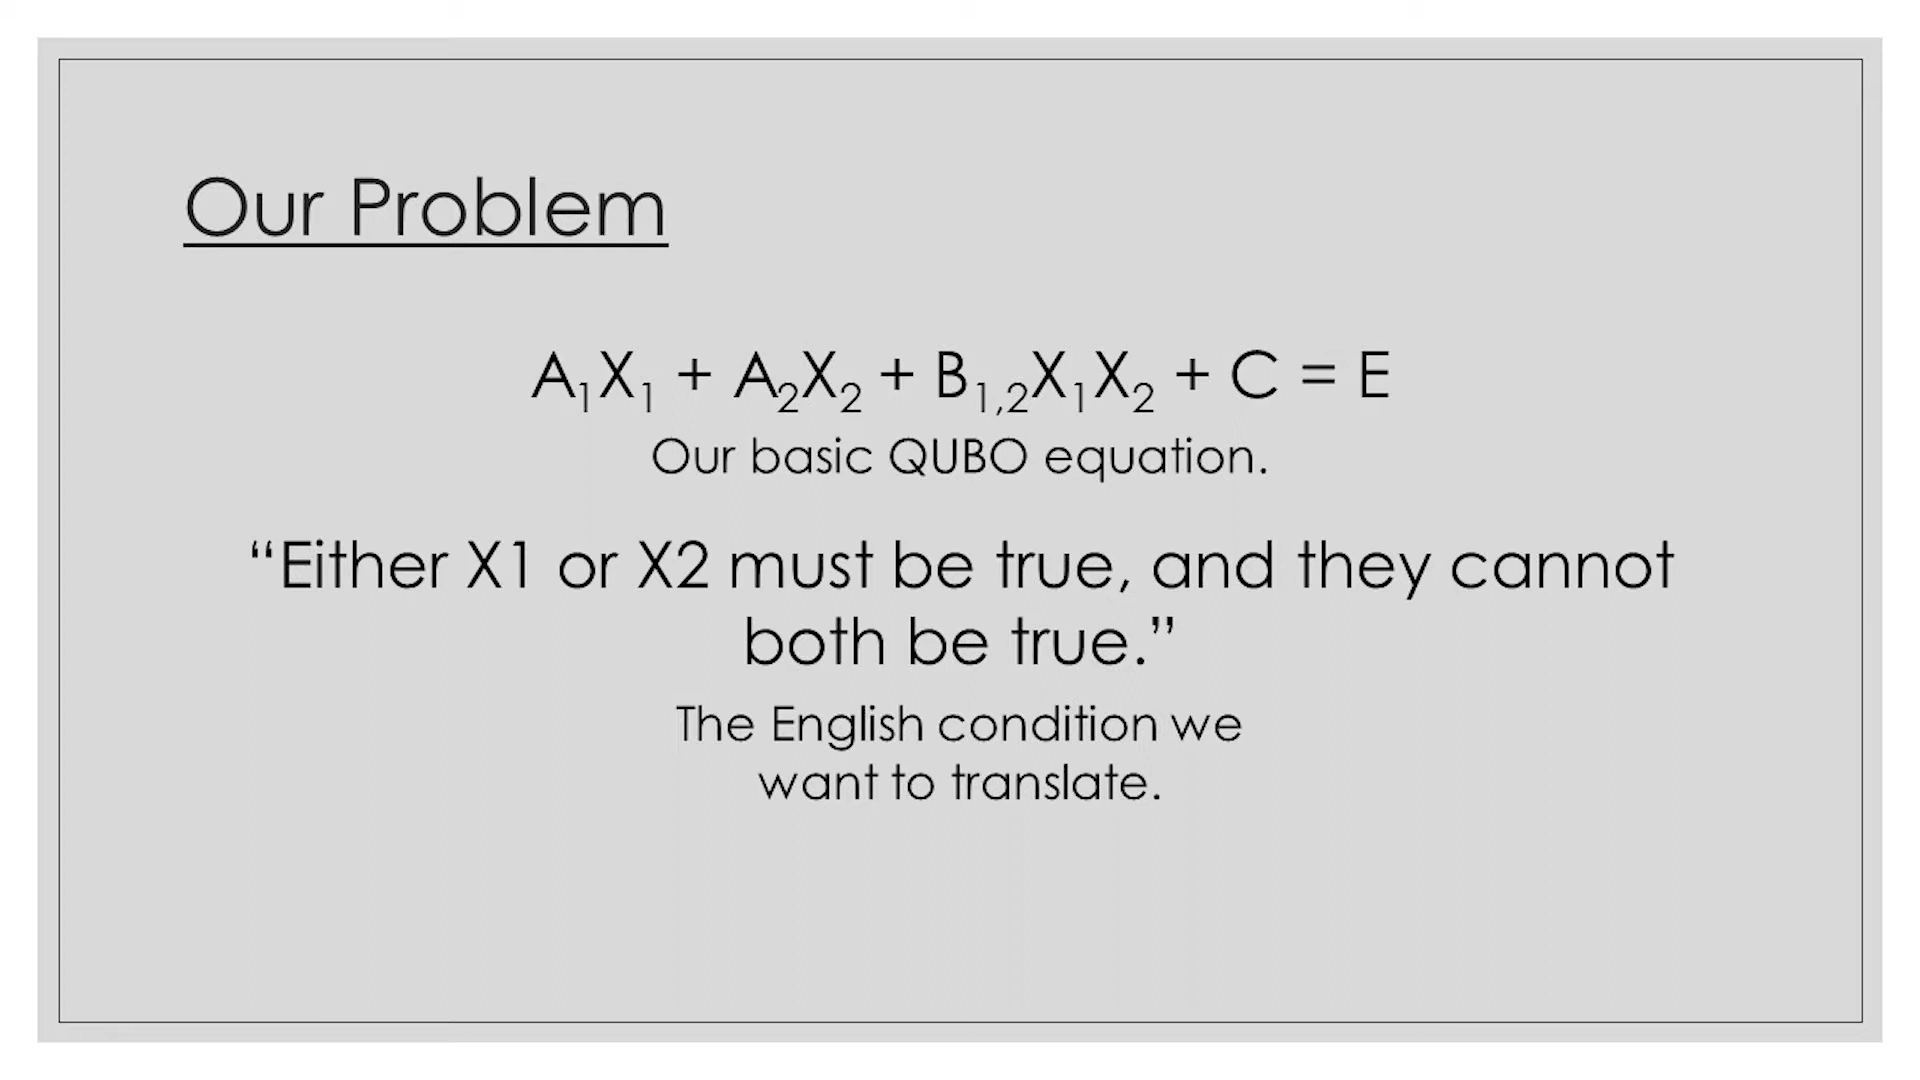 Our Problem
A₁X₁ + A₂X₂ + B₁,₂X₁X₂ + C = E
Our basic QUBO equation.
“Either X1 or X2 must be true, and they cannot
both be true.”
The English condition we
want to translate.